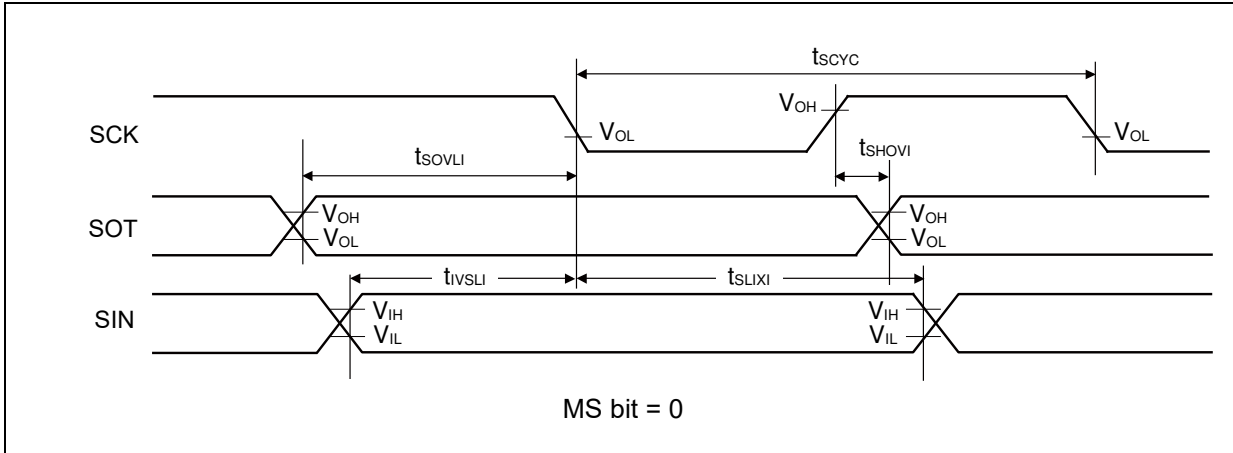 tSCYC
SCK
VOH
VOL
VOL
tSOVLI
tSHOVI
SOT
VOH
VOL
VOH
VOL
tIVSLI
tSLIXI
SIN
VIH
VIL
VIH
VIL
MS bit = 0